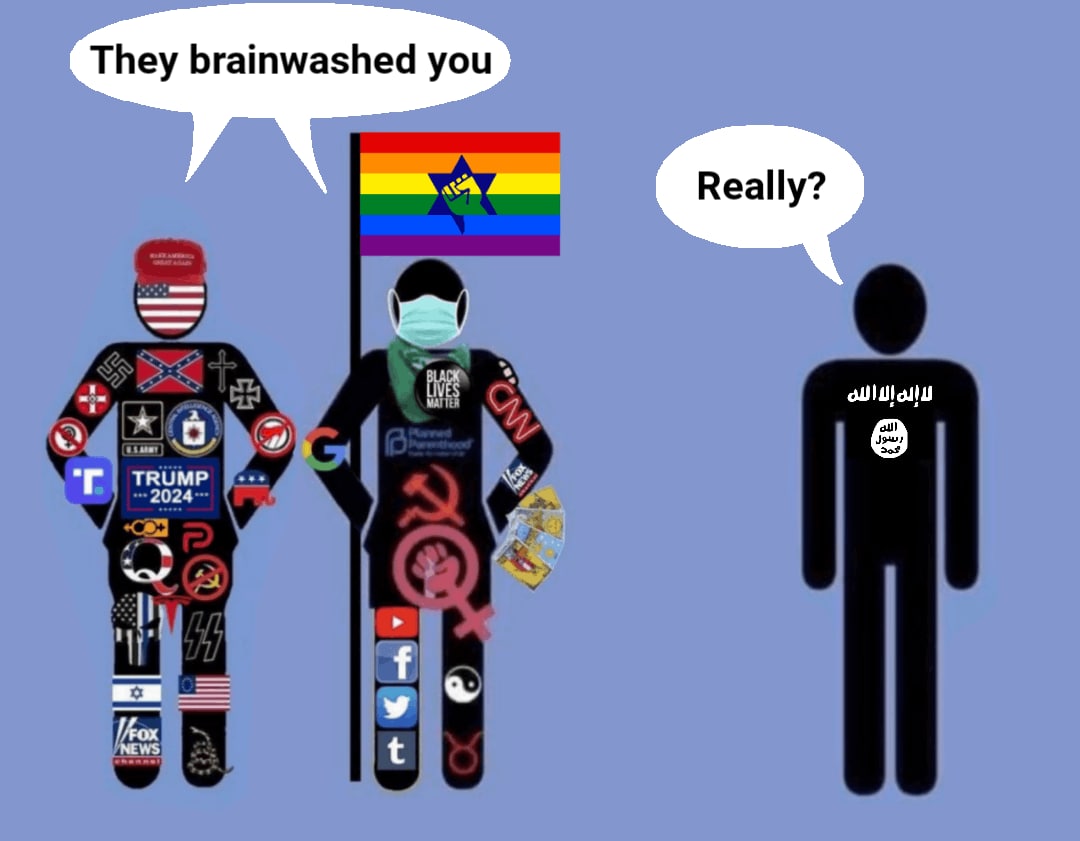 They brainwashed you
Really?
MAKE AMERICA
GREAT AGAIN
U.S.ARMY
T.
TRUMP
2024
Q
P
FOX
NEWS
channel
G
BLACK
LIVES
MATTER
CNN
Planned
Parenthood
FOX
NEWS
f
t
لا إله إلا الله
الله
رسول
محمد